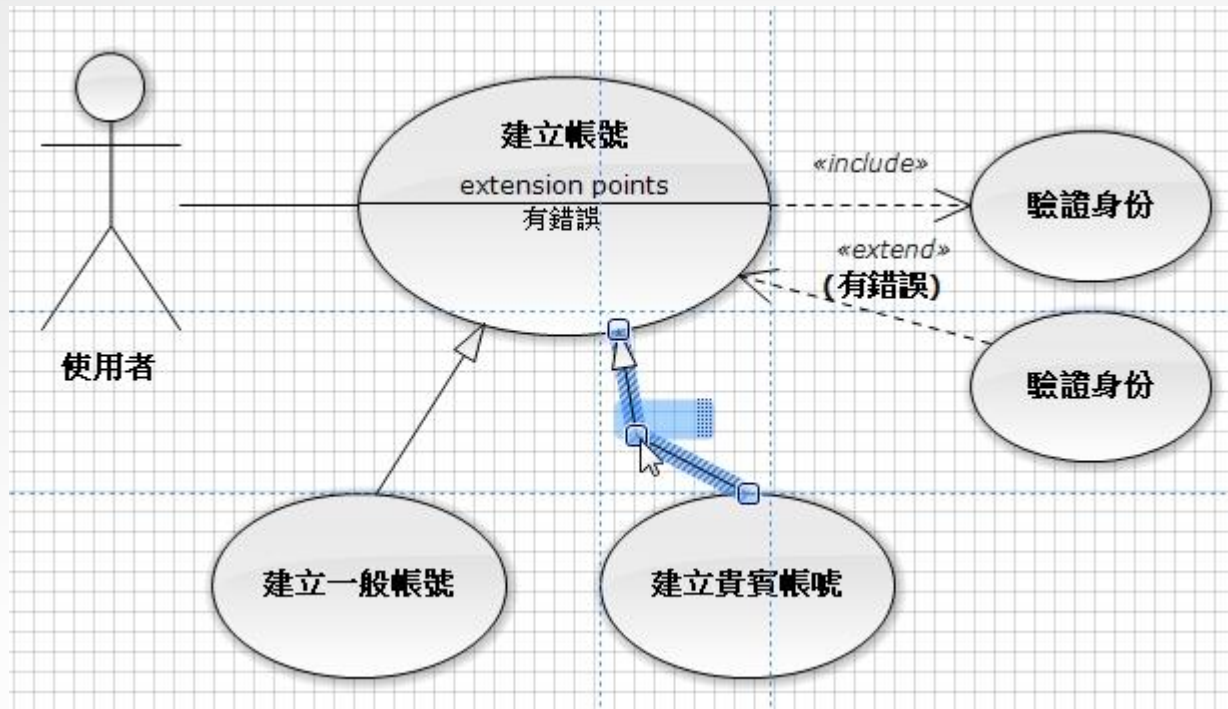 建立帳號
extension points
有錯誤
«include»
驗證身份
«extend»
(有錯誤)
驗證身份
使用者
建立一般帳號
建立貴賓帳唬